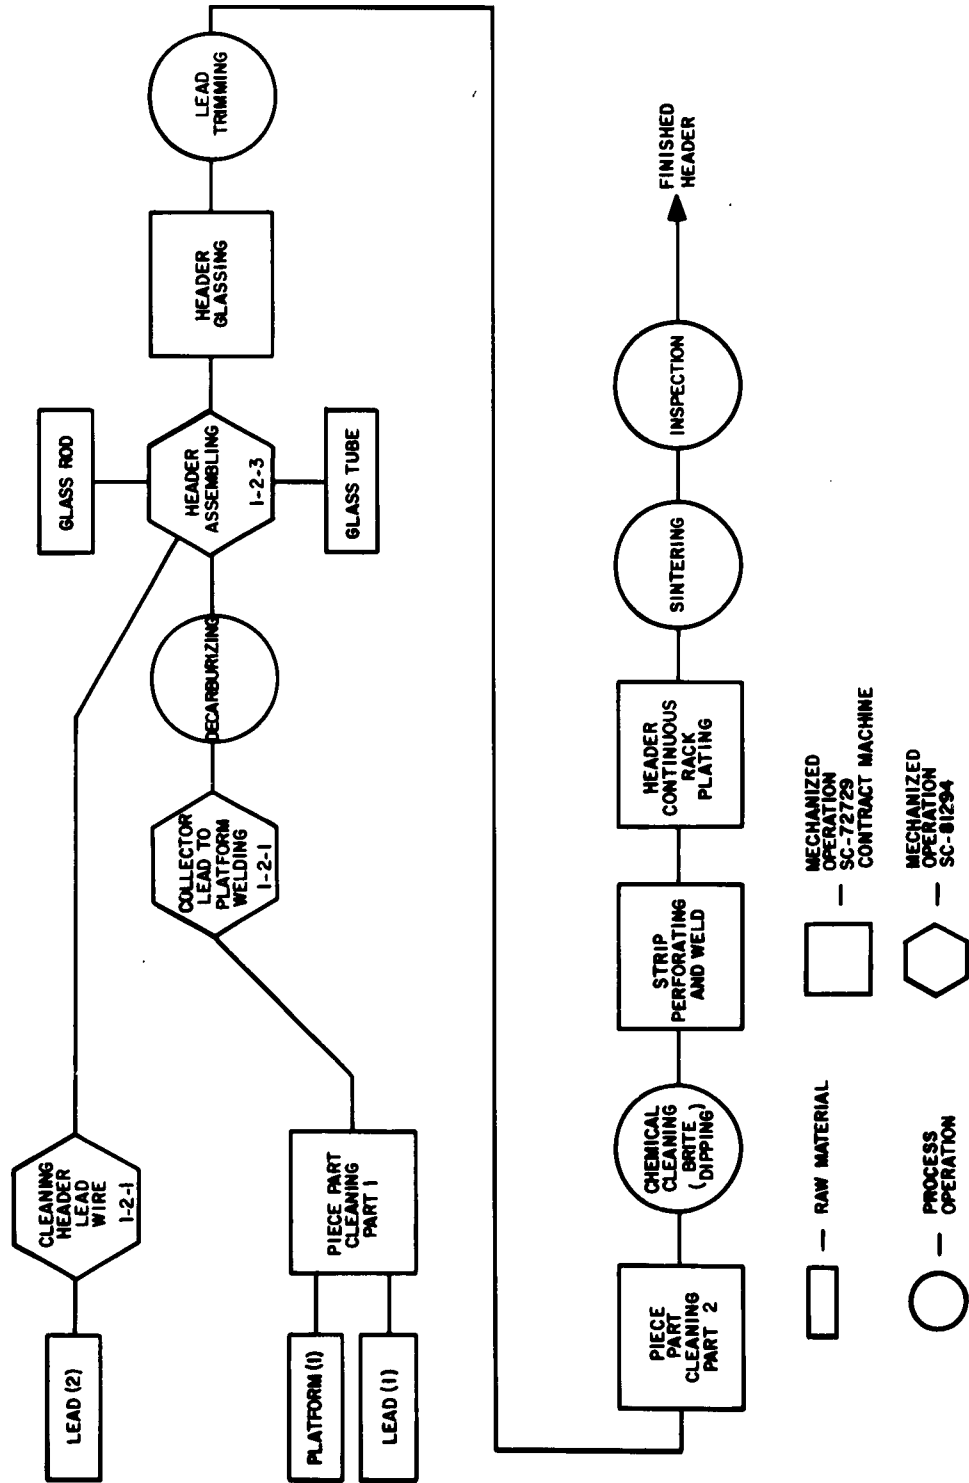 LEAD (2)
CLEANING
HEADER
LEAD
WIRE
1-2-1
PLATFORM (1)
LEAD (1)
PIECE PART
CLEANING
PART 1
COLLECTOR
LEAD TO
PLATFORM
WELDING
1-2-1
DECARBURIZING
GLASS ROD
HEADER
ASSEMBLING
1-2-3
GLASS TUBE
HEADER
GLASSING
LEAD
TRIMMING
PIECE
PART
CLEANING
PART 2
CHEMICAL
CLEANING
( BRITE )
DIPPING
STRIP
PERFORATING
AND WELD
HEADER
CONTINUOUS
RACK
PLATING
SINTERING
INSPECTION
FINISHED
HEADER
— RAW MATERIAL
— MECHANIZED
OPERATION
SC-72729
CONTRACT MACHINE
— PROCESS
OPERATION
— MECHANIZED
OPERATION
SC-81294